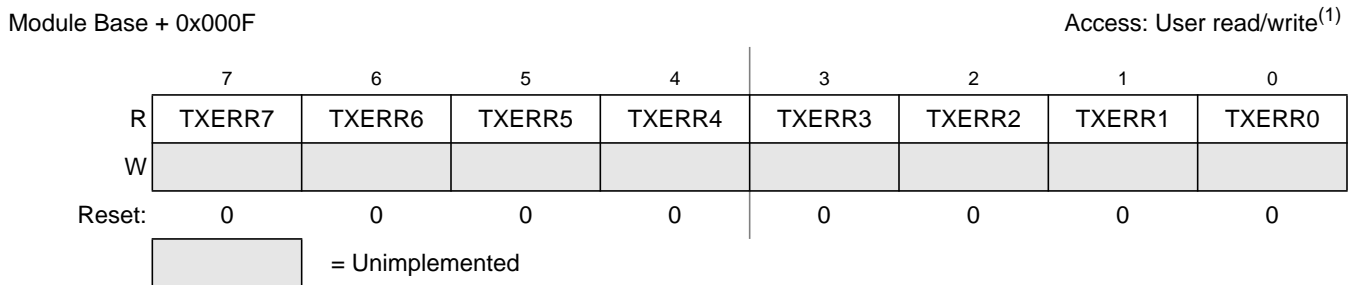 Module Base + 0x000F Access: User read/write(1)
7 6 5 4 3 2 1 0
R TXERR7 TXERR6 TXERR5 TXERR4 TXERR3 TXERR2 TXERR1 TXERR0
W
Reset: 0 0 0 0 0 0 0 0
= Unimplemented